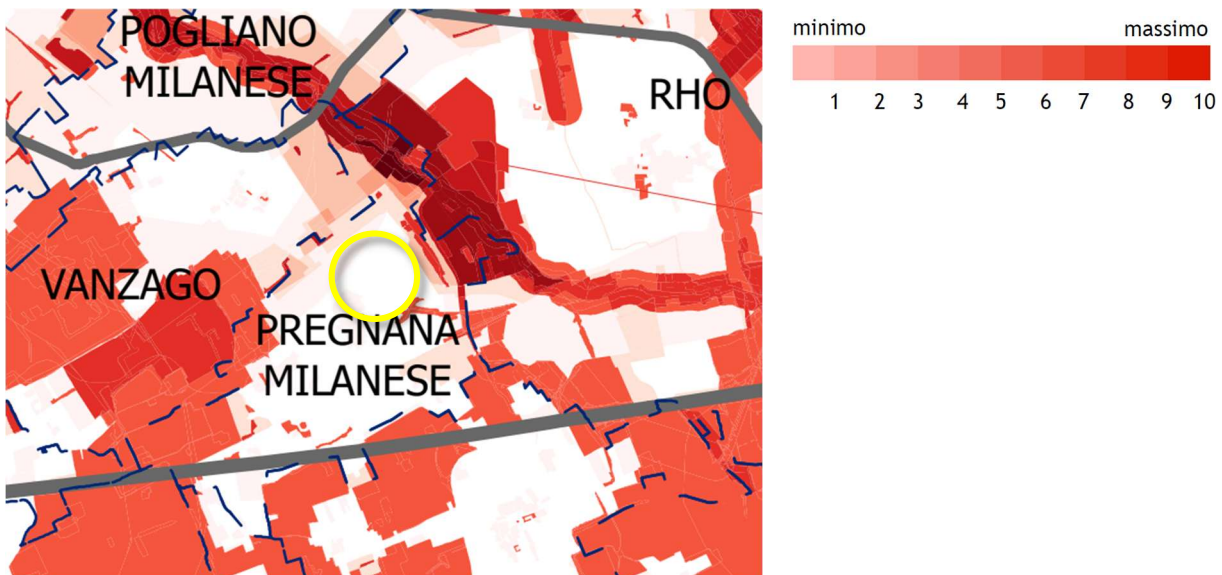 POGLIANO
MILANESE
RHO
VANZAGO
PREGNANA
MILANESE
minimo massimo
1 2 3 4 5 6 7 8 9 10